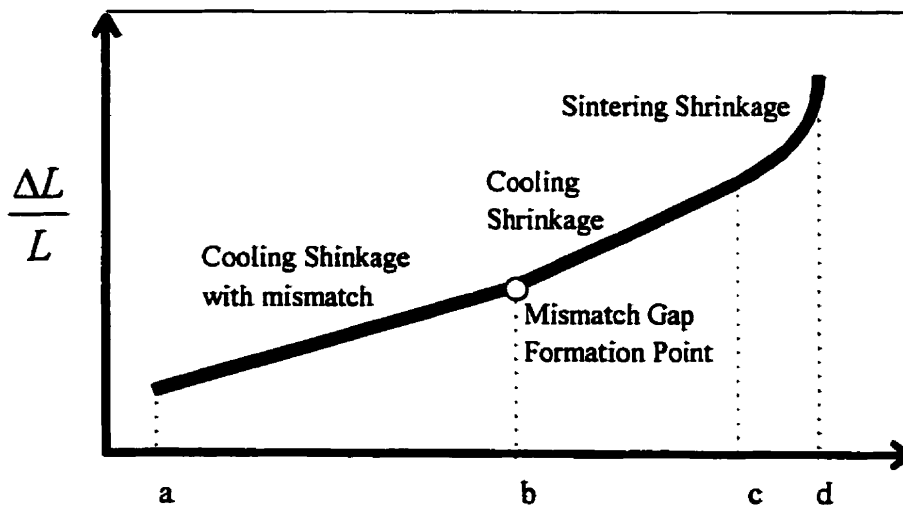 Sintering Shrinkage
ΔL
L
Cooling
Shrinkage
Cooling Shinkage
with mismatch
Mismatch Gap
Formation Point
a b c d